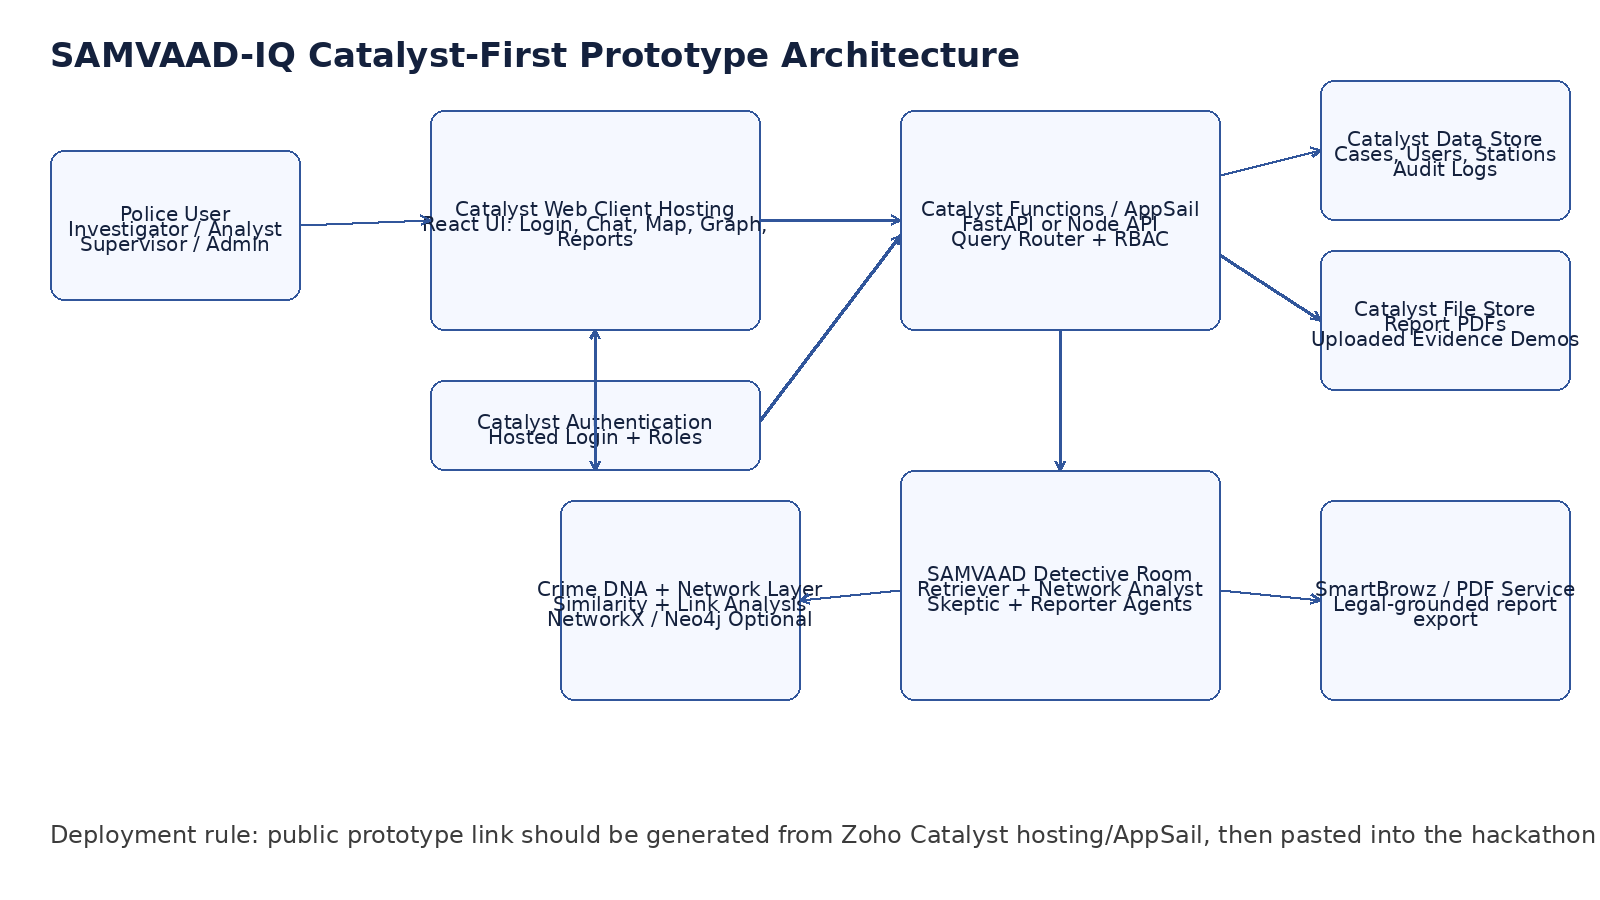 SAMVAAD-IQ Catalyst-First Prototype Architecture
Police User
Investigator / Analyst
Supervisor / Admin
Catalyst Web Client Hosting
React UI: Login, Chat, Map, Graph,
Reports
Catalyst Functions / AppSail
FastAPI or Node API
Query Router + RBAC
Catalyst Data Store
Cases, Users, Stations
Audit Logs
Catalyst File Store
Report PDFs
Uploaded Evidence Demos
Catalyst Authentication
Hosted Login + Roles
Crime DNA + Network Layer
Similarity + Link Analysis
NetworkX / Neo4j Optional
SAMVAAD Detective Room
Retriever + Network Analyst
Skeptic + Reporter Agents
SmartBrowz / PDF Service
Legal-grounded report
export
Deployment rule: public prototype link should be generated from Zoho Catalyst hosting/AppSail, then pasted into the hackathon